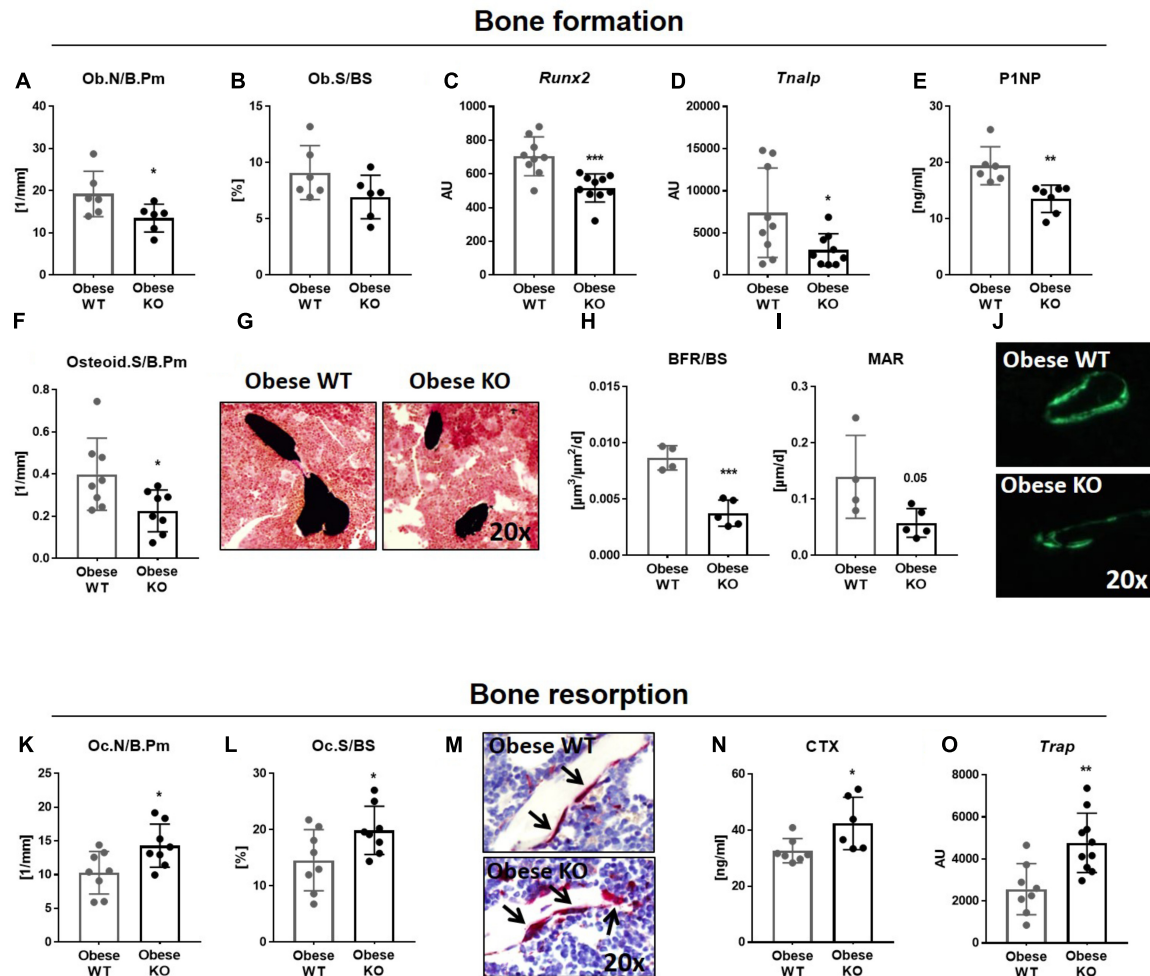 Bone formation
A Ob.N/B.Pm
[1/mm]
40
30
20
10
0
*
Obese WT
Obese KO
B Ob.S/BS
[%]
15
10
5
0
Obese WT
Obese KO
C Runx2
AU
1000
800
600
400
200
0
***
Obese WT
Obese KO
D Tnalp
AU
20000
15000
10000
5000
0
*
Obese WT
Obese KO
E P1NP
[ng/ml]
30
20
10
0
**
Obese WT
Obese KO
F Osteoid.S/B.Pm
[1/mm]
0.8
0.6
0.4
0.2
0.0
*
Obese WT
Obese KO
G
Obese WT
Obese KO
20x
H BFR/BS
[µm³/µm²/d]
0.015
0.010
0.005
0.000
***
Obese WT
Obese KO
I MAR
[µm/d]
0.3
0.2
0.1
0.0
0.05
Obese WT
Obese KO
J
Obese WT
Obese KO
20x
Bone resorption
K Oc.N/B.Pm
[1/mm]
25
20
15
10
5
0
*
Obese WT
Obese KO
L Oc.S/BS
[%]
30
20
10
0
*
Obese WT
Obese KO
M
Obese WT
Obese KO
20x
N CTX
[ng/ml]
60
40
20
0
*
Obese WT
Obese KO
O Trap
AU
8000
6000
4000
2000
0
**
Obese WT
Obese KO